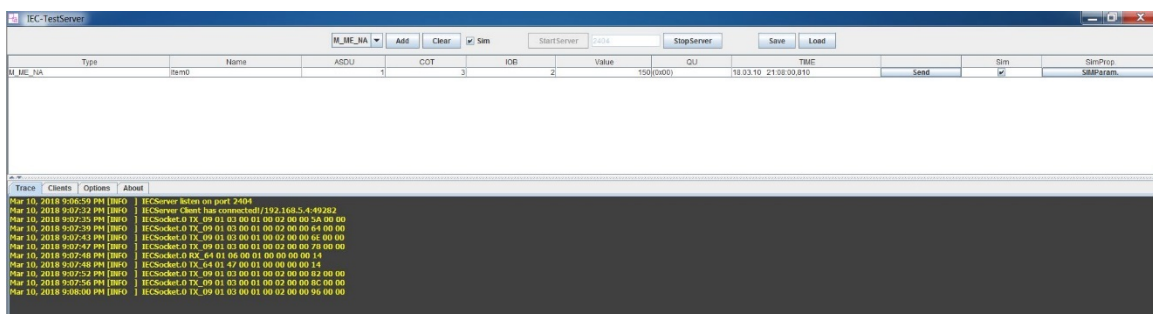 IEC-TestServer
M_ME_NA Add Clear Sim StartServer 2404 StopServer Save Load
Type Name ASDU COT IOB Value QU TIME Sim SimProp
M_ME_NA Item0 1 3 2 150 (0x00) 18.03.10 21:08:00,810 Send SIMParam.
Trace Clients Options About
Mar 10, 2018 9:06:59 PM [INFO ] IECServer listen on port 2404
Mar 10, 2018 9:07:32 PM [INFO ] IECServer Client has connected!/192.168.5.4:49282
Mar 10, 2018 9:07:35 PM [INFO ] IECSocket.0 TX_09 01 03 00 01 00 02 00 00 5A 00 00
Mar 10, 2018 9:07:39 PM [INFO ] IECSocket.0 TX_09 01 03 00 01 00 02 00 00 64 00 00
Mar 10, 2018 9:07:43 PM [INFO ] IECSocket.0 TX_09 01 03 00 01 00 02 00 00 6E 00 00
Mar 10, 2018 9:07:47 PM [INFO ] IECSocket.0 TX_09 01 03 00 01 00 02 00 00 78 00 00
Mar 10, 2018 9:07:48 PM [INFO ] IECSocket.0 RX_64 01 06 00 01 00 00 00 00 14
Mar 10, 2018 9:07:48 PM [INFO ] IECSocket.0 TX_64 01 47 00 01 00 00 00 00 14
Mar 10, 2018 9:07:52 PM [INFO ] IECSocket.0 TX_09 01 03 00 01 00 02 00 00 82 00 00
Mar 10, 2018 9:07:56 PM [INFO ] IECSocket.0 TX_09 01 03 00 01 00 02 00 00 8C 00 00
Mar 10, 2018 9:08:00 PM [INFO ] IECSocket.0 TX_09 01 03 00 01 00 02 00 00 96 00 00